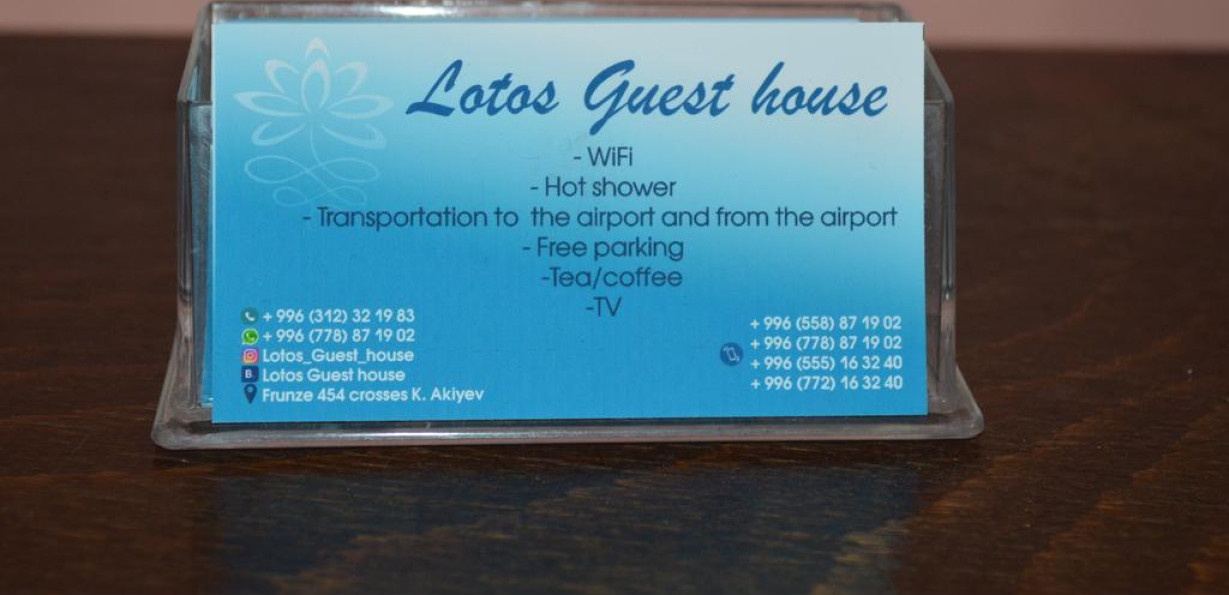 Lotos Guest house
- WiFi
- Hot shower
- Transportation to the airport and from the airport
- Free parking
-Tea/coffee
-TV
+ 996 (312) 32 19 83
+ 996 (778) 87 19 02
Lotos_Guest_house
B. Lotos Guest house
Frunze 454 crosses K. Akiyev
+ 996 (558) 87 19 02
+ 996 (778) 87 19 02
+ 996 (555) 16 32 40
+ 996 (772) 16 32 40